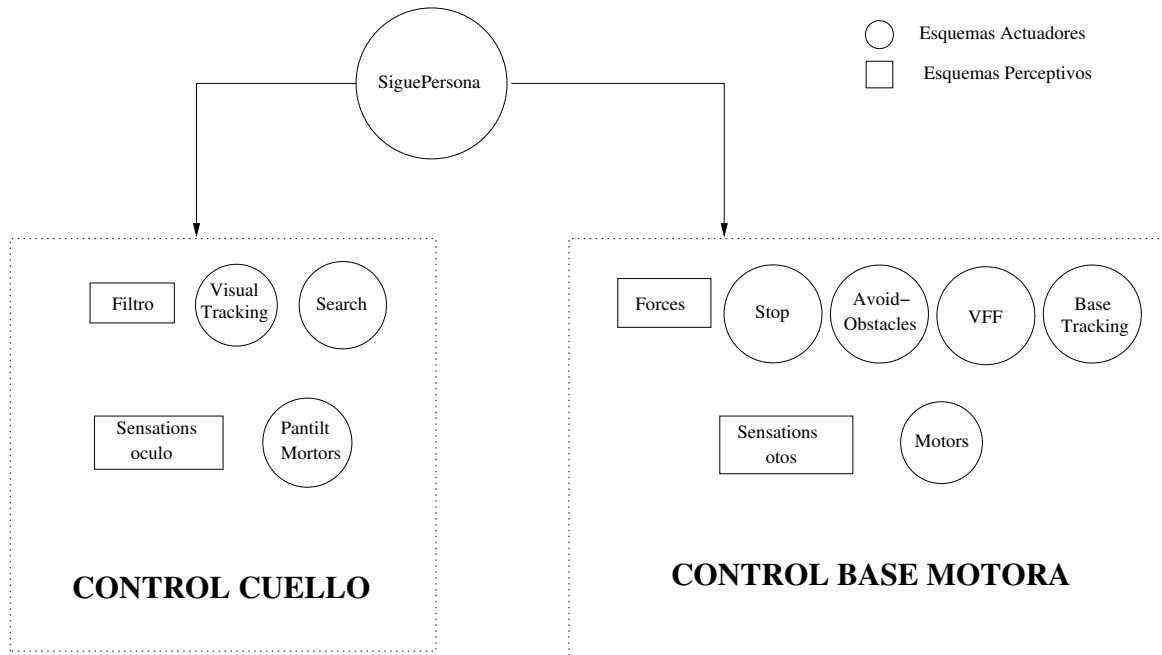 Esquemas Actuadores
Esquemas Perceptivos
SiguePersona
Filtro
Visual
Tracking
Search
Sensations
oculo
Pantilt
Mortors
CONTROL CUELLO
Forces
Stop
Avoid−
Obstacles
VFF
Base
Tracking
Sensations
otos
Motors
CONTROL BASE MOTORA